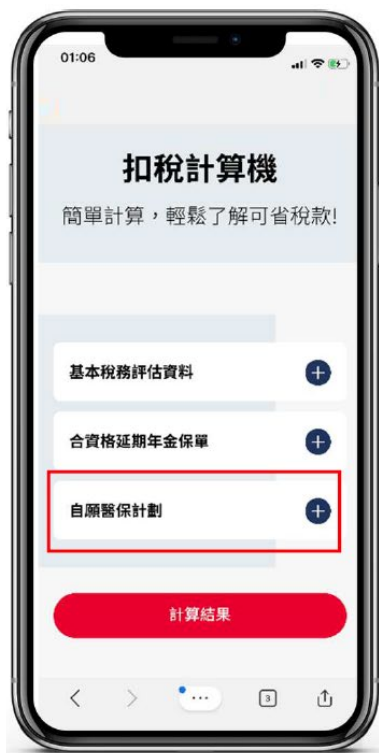 01:06
扣稅計算機
簡單計算，輕鬆了解可省稅款!
基本稅務評估資料
合資格延期年金保單
自願醫保計劃
計算結果
3